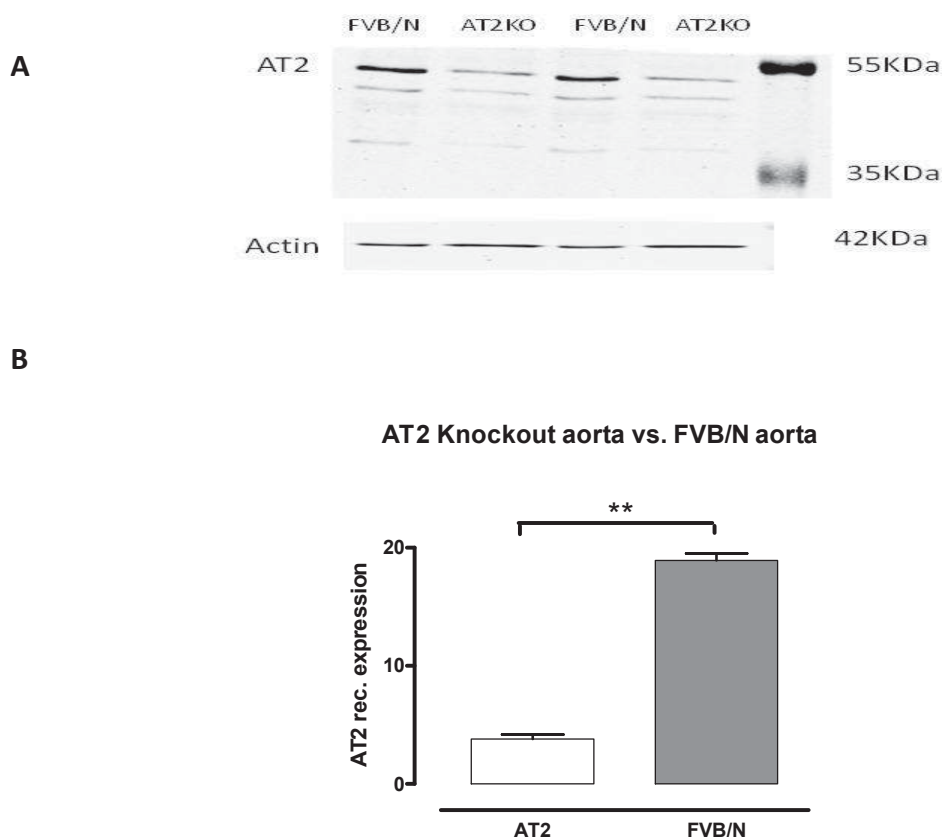 FVB/N AT2KO FVB/N AT2KO
A
AT2 55KDa
35KDa
Actin 42KDa
B
AT2 Knockout aorta vs. FVB/N aorta
**
20
10
0
AT2 rec. expression
AT2 FVB/N